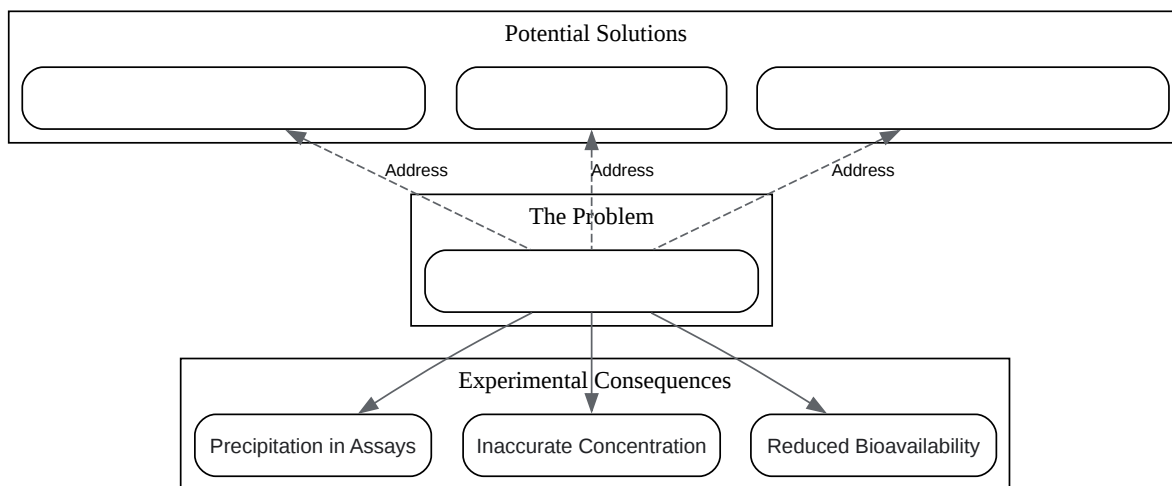 Potential Solutions
Address
Address
Address
The Problem
Experimental Consequences
Precipitation in Assays
Inaccurate Concentration
Reduced Bioavailability